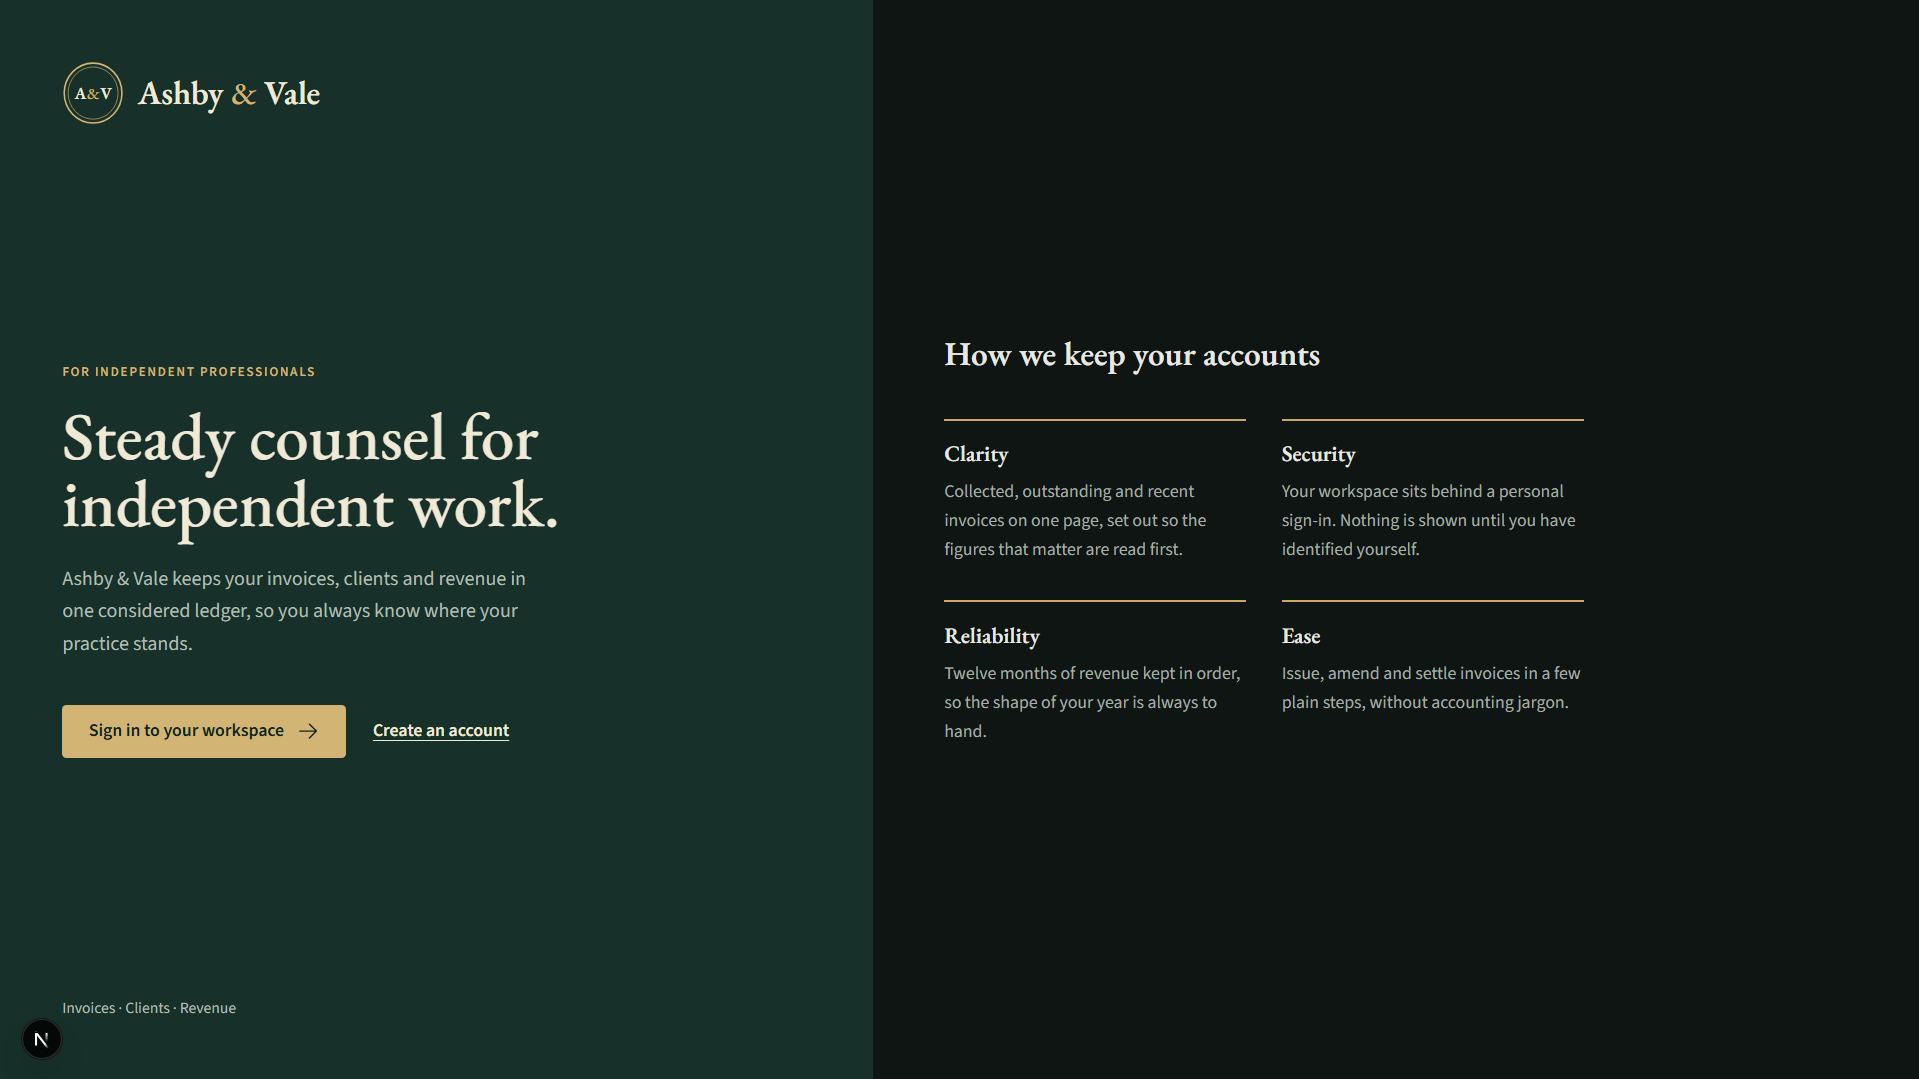 A&V
Ashby & Vale
FOR INDEPENDENT PROFESSIONALS
Steady counsel for
independent work.
Ashby & Vale keeps your invoices, clients and revenue in
one considered ledger, so you always know where your
practice stands.
Sign in to your workspace
Create an account
Invoices · Clients · Revenue
N
How we keep your accounts
Clarity
Collected, outstanding and recent
invoices on one page, set out so the
figures that matter are read first.
Security
Your workspace sits behind a personal
sign-in. Nothing is shown until you have
identified yourself.
Reliability
Twelve months of revenue kept in order,
so the shape of your year is always to
hand.
Ease
Issue, amend and settle invoices in a few
plain steps, without accounting jargon.